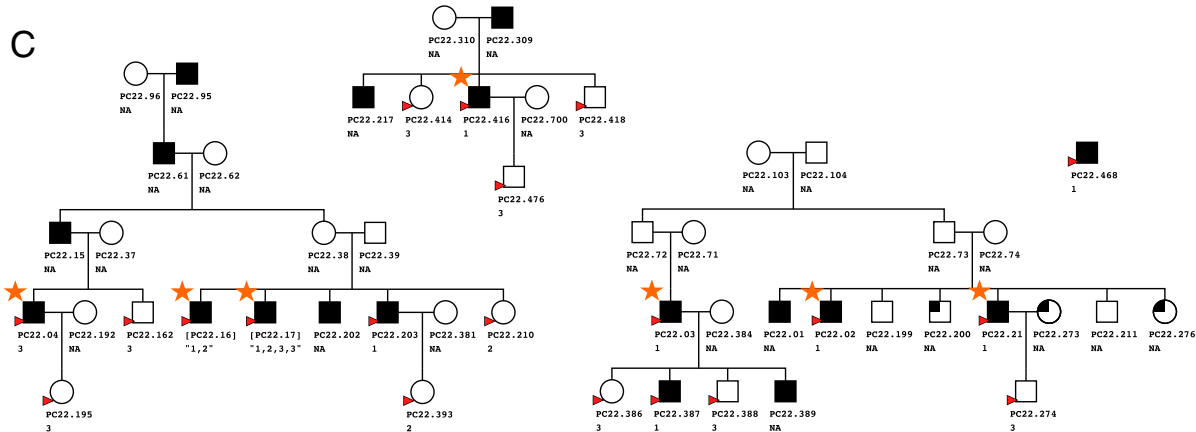 C
PC22.310 PC22.309
NA NA
PC22.96 PC22.95
NA NA
PC22.217 PC22.414 PC22.416 PC22.700 PC22.418
NA 3 1 NA 3
PC22.61 PC22.62
NA NA
PC22.476
3
PC22.103 PC22.104
NA NA
PC22.468
1
PC22.15 PC22.37 PC22.38 PC22.39
NA NA NA NA
PC22.72 PC22.71 PC22.73 PC22.74
NA NA NA NA
PC22.04 PC22.192 PC22.162 [PC22.16] [PC22.17] PC22.202 PC22.203 PC22.381 PC22.210
3 NA 3 "1,2" "1,2,3,3" NA 1 NA 2
PC22.03 PC22.384 PC22.01 PC22.02 PC22.199 PC22.200 PC22.21 PC22.273 PC22.211 PC22.276
1 NA NA 1 NA NA 1 NA NA NA
PC22.195 PC22.393
3 2
PC22.386 PC22.387 PC22.388 PC22.389 PC22.274
3 1 3 NA 3